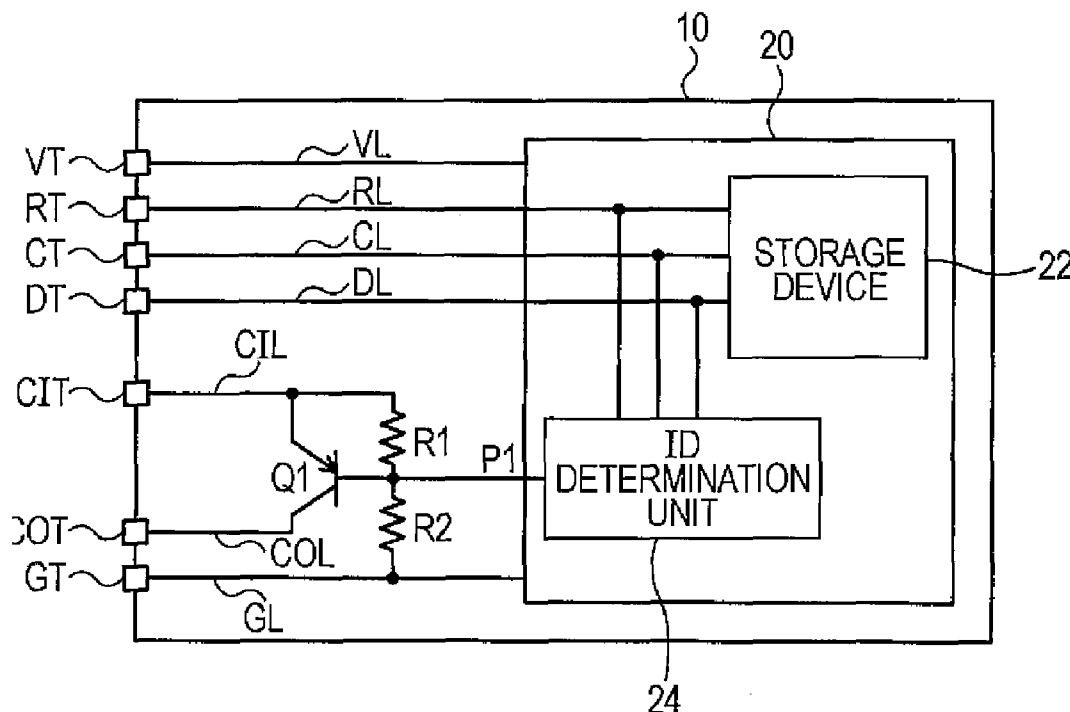 10
20
VT
VL
RT
RL
CT
CL
STORAGE
DEVICE
22
DT
DL
CIL
CIT
R1
P1
ID
DETERMINATION
UNIT
Q1
R2
COT
COL
GT
GL
24